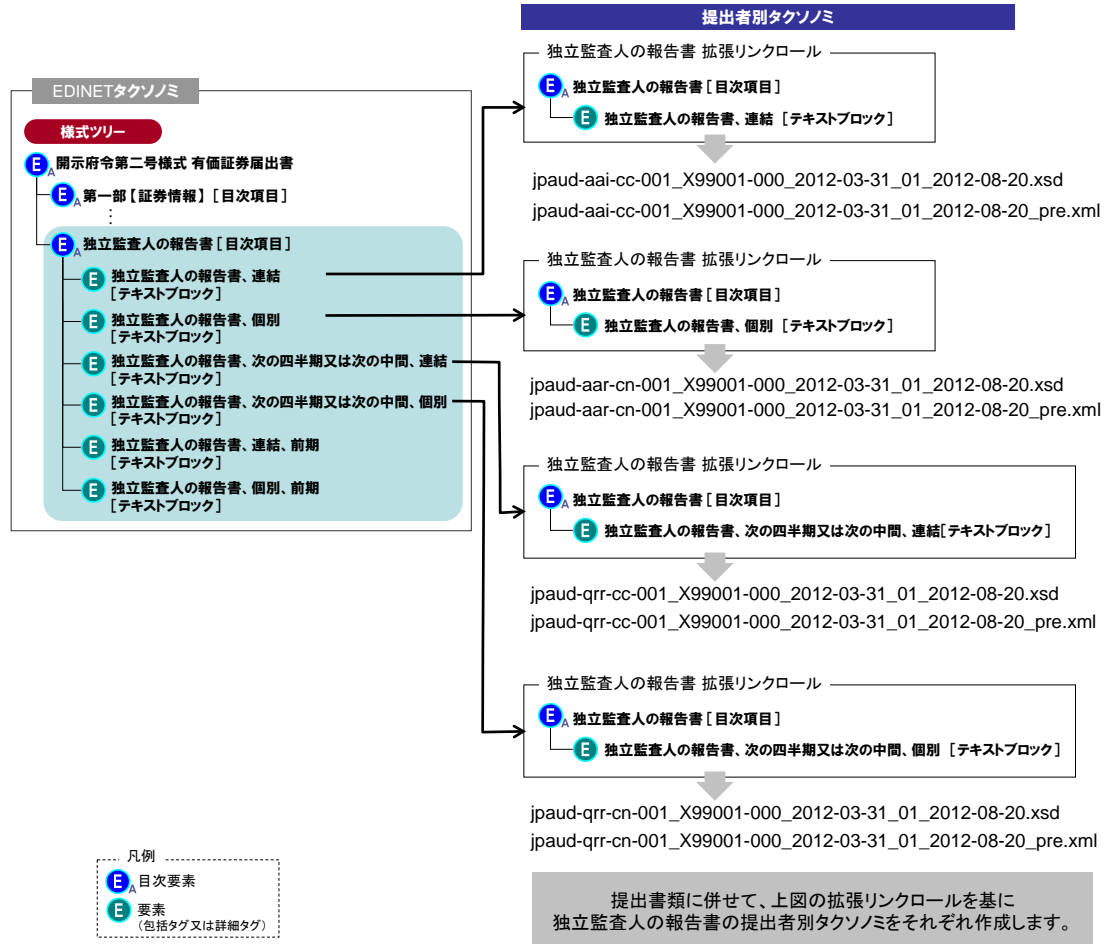 EDINETタクソノミ
様式ツリー
E A 開示府令第二号様式 有価証券届出書
E A 第一部【証券情報】 [目次項目]
⋮
E A 独立監査人の報告書[目次項目]
E 独立監査人の報告書、連結
[テキストブロック]
E 独立監査人の報告書、個別
[テキストブロック]
E 独立監査人の報告書、次の四半期又は次の中間、連結
[テキストブロック]
E 独立監査人の報告書、次の四半期又は次の中間、個別
[テキストブロック]
E 独立監査人の報告書、連結、前期
[テキストブロック]
E 独立監査人の報告書、個別、前期
[テキストブロック]
凡例
E A 目次要素
E 要素
(包括タグ又は詳細タグ)
提出者別タクソノミ
独立監査人の報告書 拡張リンクロール
E A 独立監査人の報告書[目次項目]
E 独立監査人の報告書、連結 [テキストブロック]
jpaud-aai-cc-001_X99001-000_2012-03-31_01_2012-08-20.xsd
jpaud-aai-cc-001_X99001-000_2012-03-31_01_2012-08-20_pre.xml
独立監査人の報告書 拡張リンクロール
E A 独立監査人の報告書[目次項目]
E 独立監査人の報告書、個別 [テキストブロック]
jpaud-aar-cn-001_X99001-000_2012-03-31_01_2012-08-20.xsd
jpaud-aar-cn-001_X99001-000_2012-03-31_01_2012-08-20_pre.xml
独立監査人の報告書 拡張リンクロール
E A 独立監査人の報告書[目次項目]
E 独立監査人の報告書、次の四半期又は次の中間、連結[テキストブロック]
jpaud-qrr-cc-001_X99001-000_2012-03-31_01_2012-08-20.xsd
jpaud-qrr-cc-001_X99001-000_2012-03-31_01_2012-08-20_pre.xml
独立監査人の報告書 拡張リンクロール
E A 独立監査人の報告書[目次項目]
E 独立監査人の報告書、次の四半期又は次の中間、個別 [テキストブロック]
jpaud-qrr-cn-001_X99001-000_2012-03-31_01_2012-08-20.xsd
jpaud-qrr-cn-001_X99001-000_2012-03-31_01_2012-08-20_pre.xml
提出書類に併せて、上図の拡張リンクロールを基に
独立監査人の報告書の提出者別タクソノミをそれぞれ作成します。